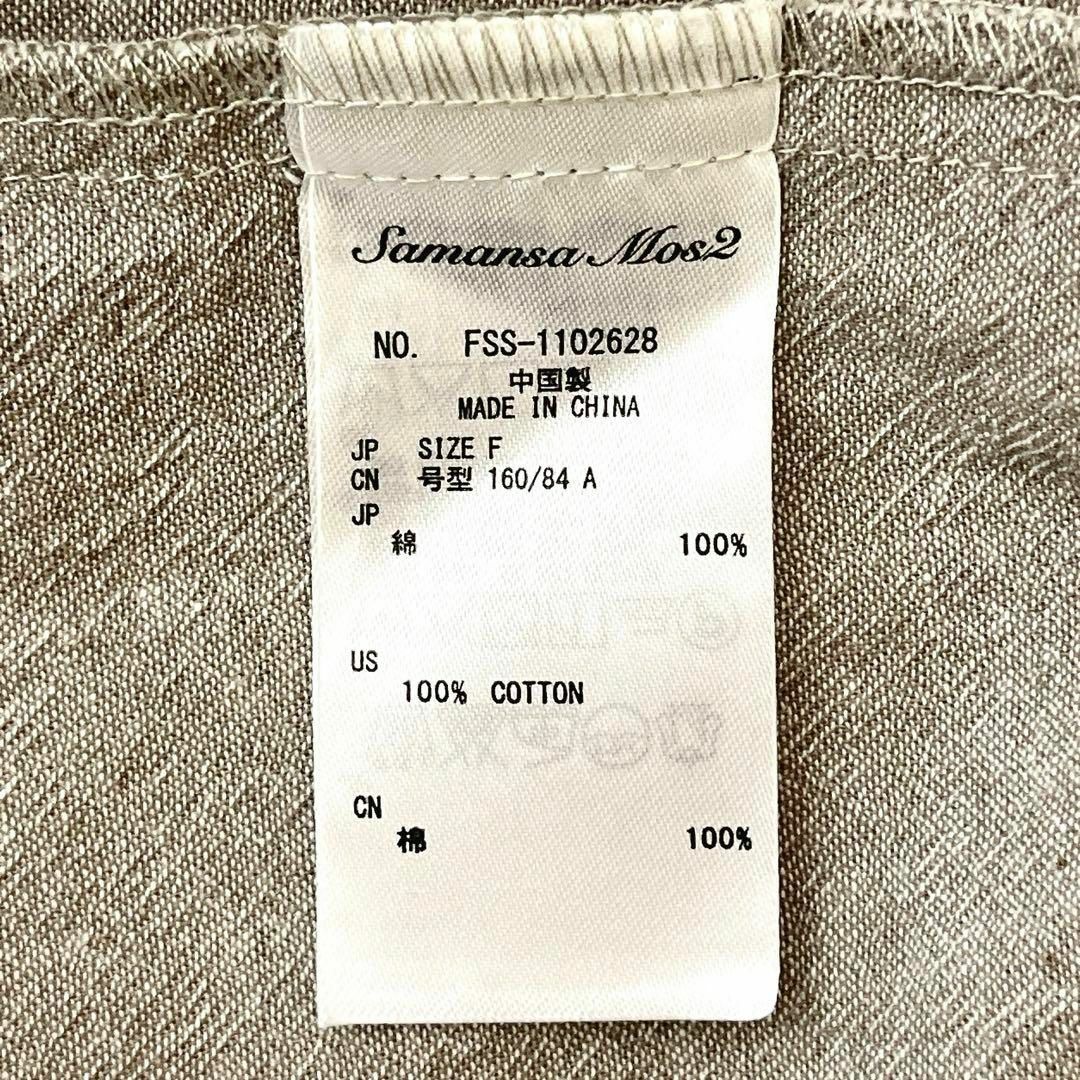 Samansa Mos2
NO. FSS-1102628
中国製
MADE IN CHINA
JP SIZE F
CN 号型 160/84 A
JP
綿 100%
US
100% COTTON
CN
棉 100%